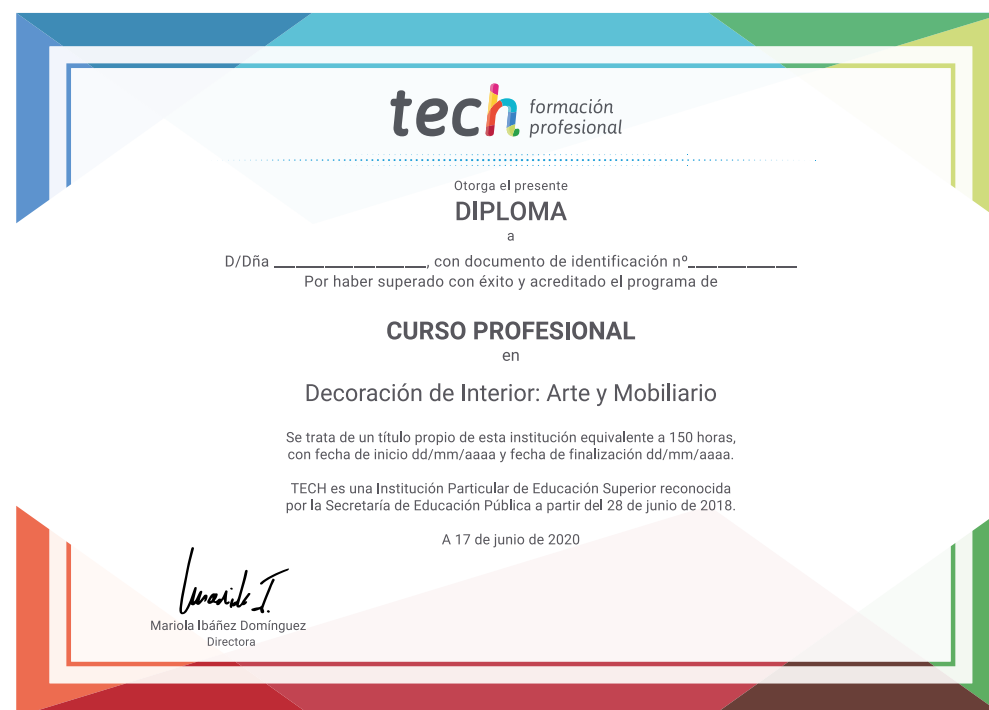 tech formación
profesional
Otorga el presente
DIPLOMA
a
D/Dña _______________, con documento de identificación nº__________
Por haber superado con éxito y acreditado el programa de
CURSO PROFESIONAL
en
Decoración de Interior: Arte y Mobiliario
Se trata de un título propio de esta institución equivalente a 150 horas,
con fecha de inicio dd/mm/aaaa y fecha de finalización dd/mm/aaaa.
TECH es una Institución Particular de Educación Superior reconocida
por la Secretaría de Educación Pública a partir del 28 de junio de 2018.
A 17 de junio de 2020
Mariola Ibáñez Domínguez
Directora